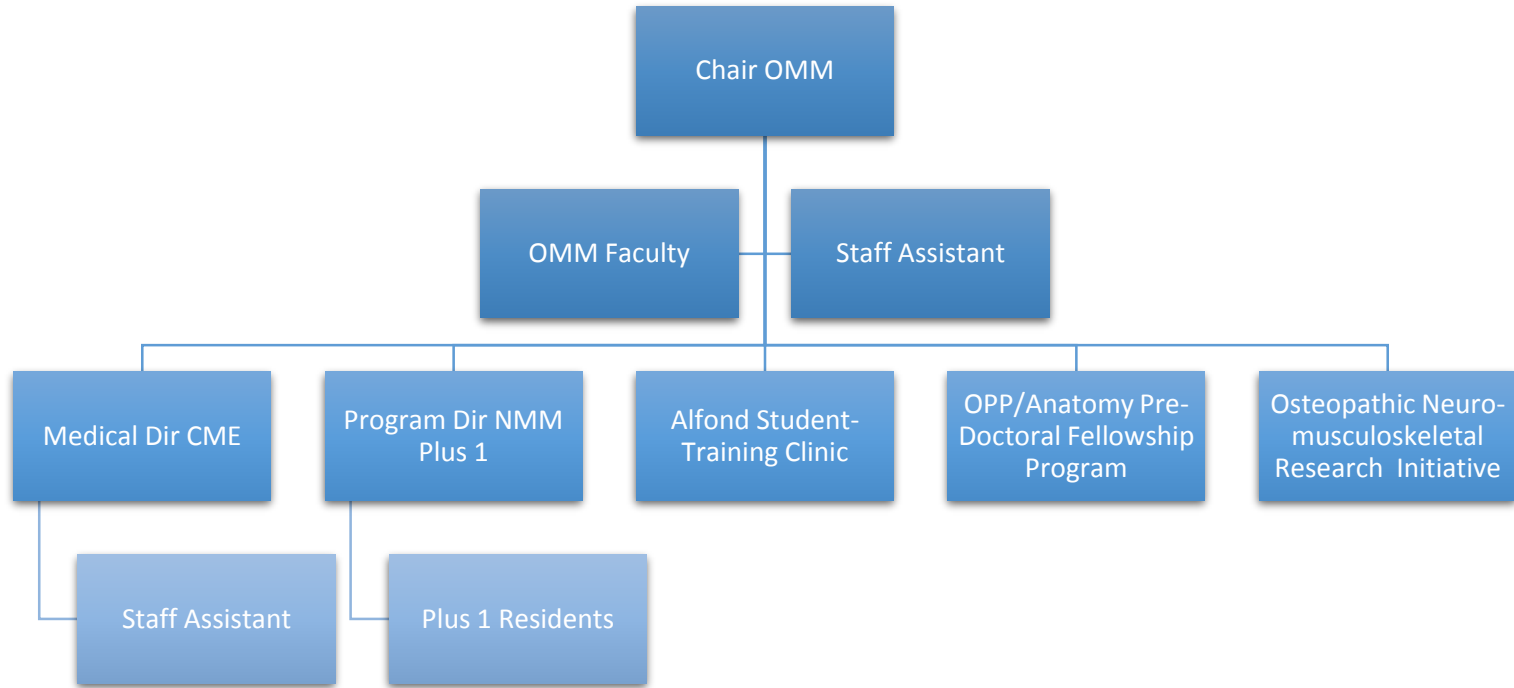 Chair OMM
OMM Faculty
Staff Assistant
Medical Dir CME
Program Dir NMM
Plus 1
Alfond Student-
Training Clinic
OPP/Anatomy Pre-
Doctoral Fellowship
Program
Osteopathic Neuro-
musculoskeletal
Research Initiative
Staff Assistant
Plus 1 Residents